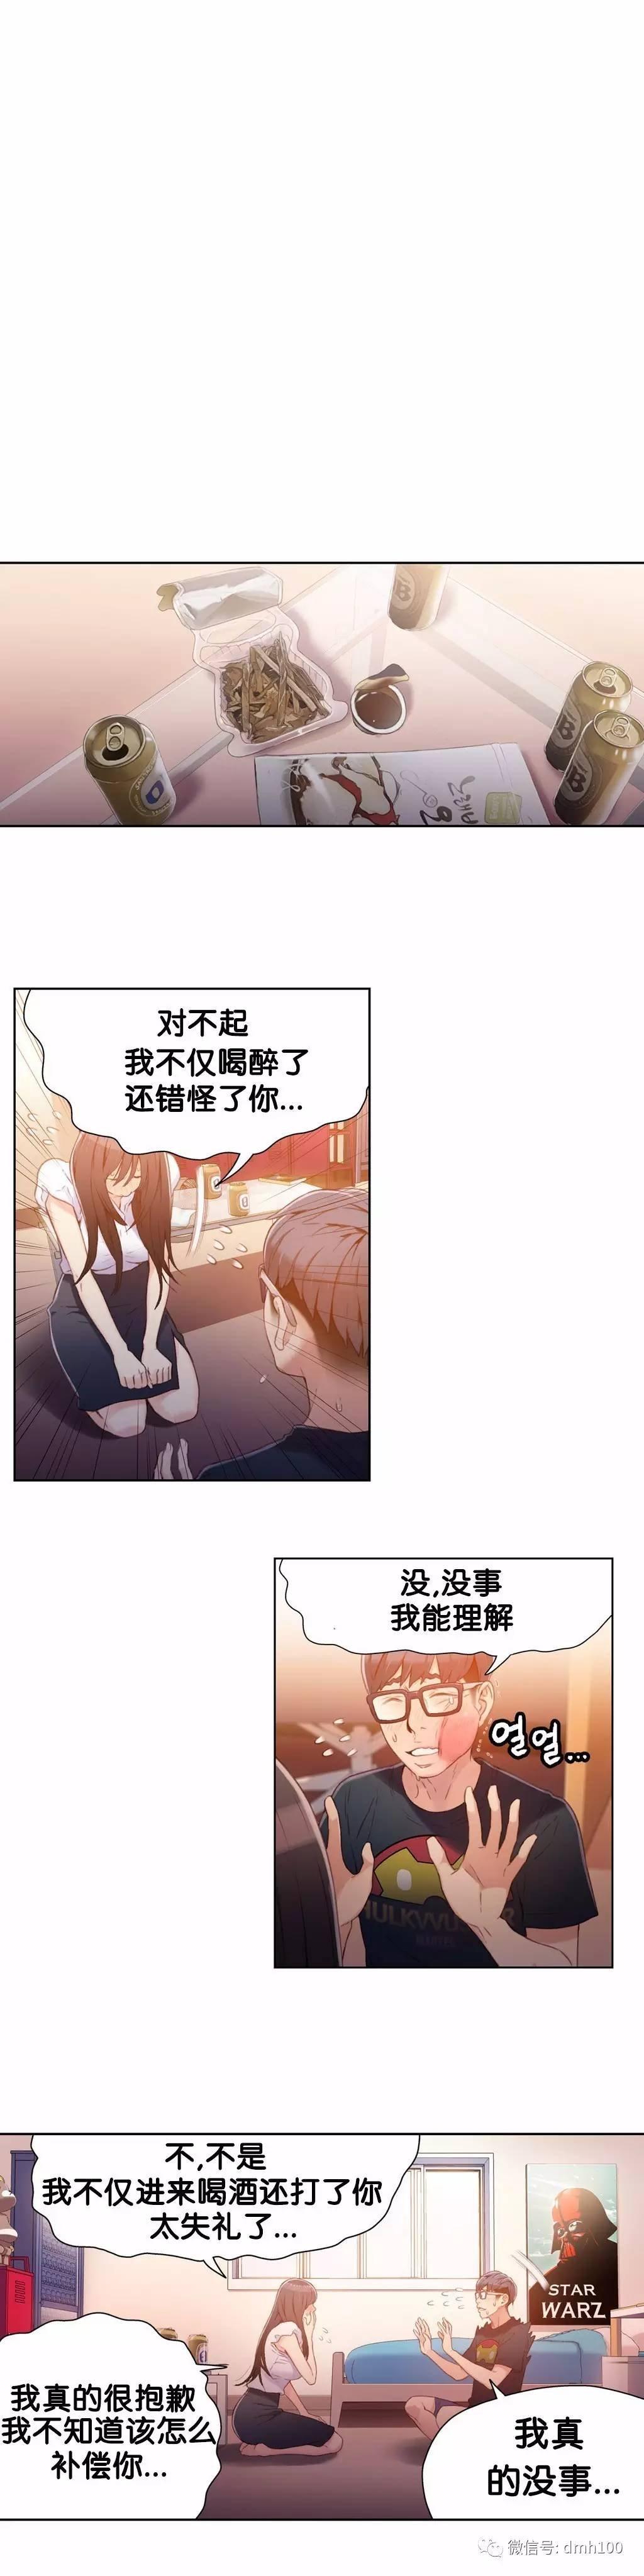 对不起
我不仅喝醉了
还错怪了你...
没,没事
我能理解
얼얼...
HULKBUSTER
不,不是
我不仅进来喝酒还打了你
太失礼了...
STAR
WARZ
我真的很抱歉
我不知道该怎么
补偿你...
我真
的没事...
微信号: dmh100